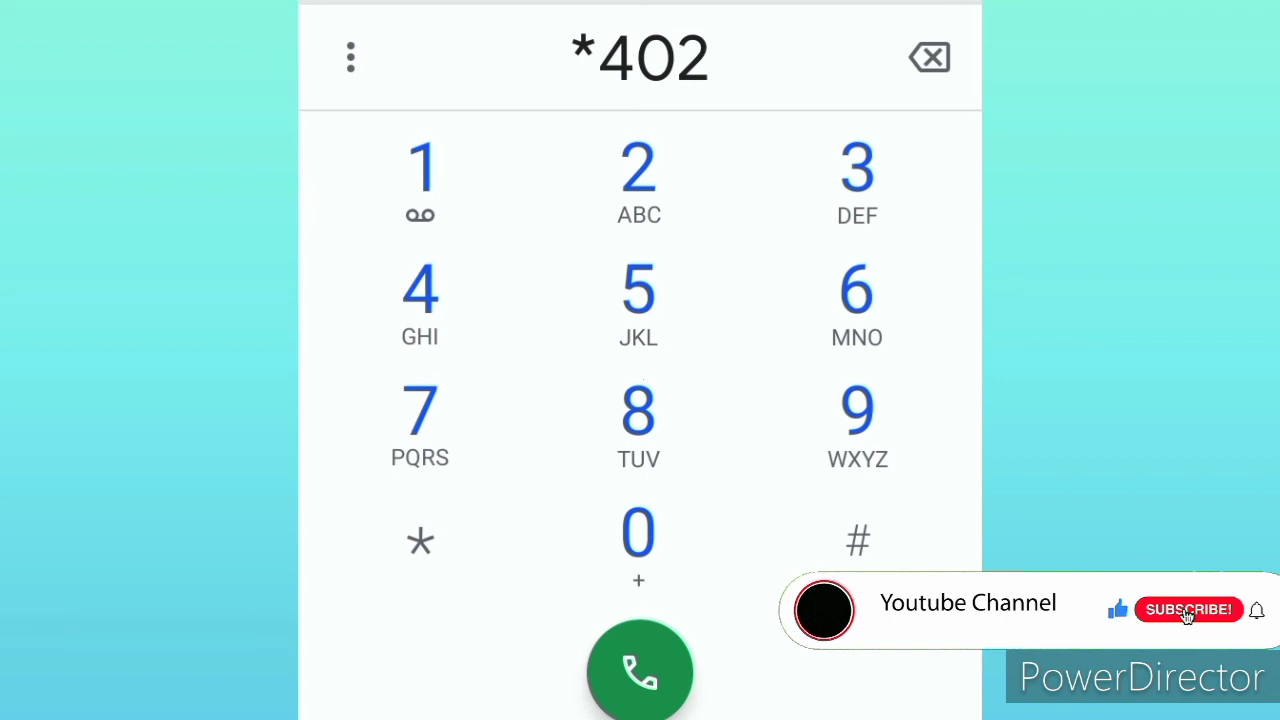 *402
1 2 3
ABC DEF
4 5 6
GHI JKL MNO
7 8 9
PQRS TUV WXYZ
* 0 #
+
Youtube Channel
SUBSCRIBE!
PowerDirector